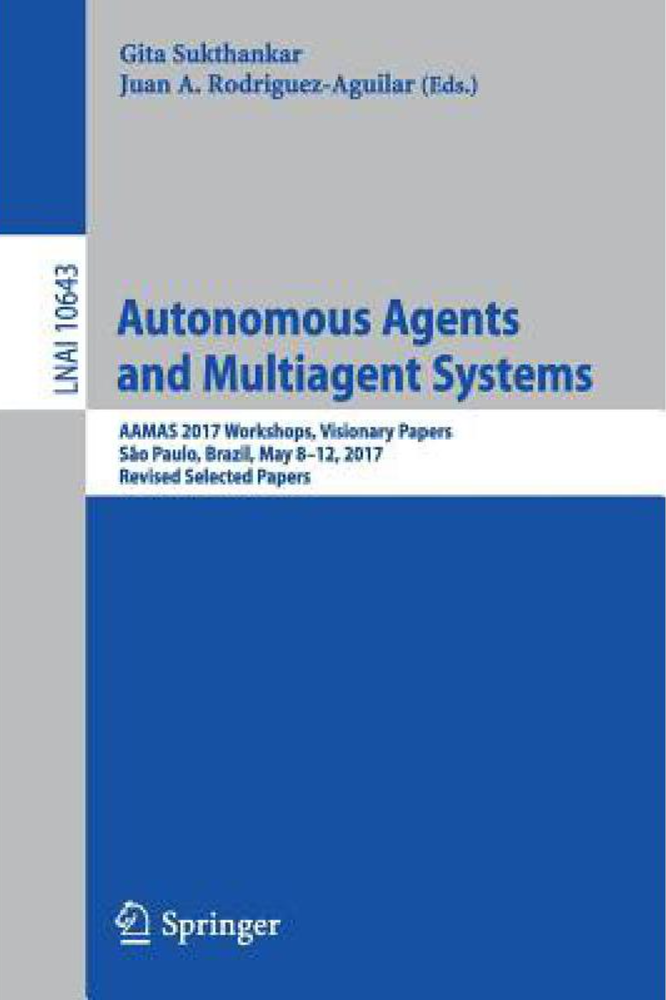 Gita Sukthankar
Juan A. Rodriguez-Aguilar (Eds.)
LNAI 10643
Autonomous Agents
and Multiagent Systems
AAMAS 2017 Workshops, Visionary Papers
São Paulo, Brazil, May 8–12, 2017
Revised Selected Papers
Springer